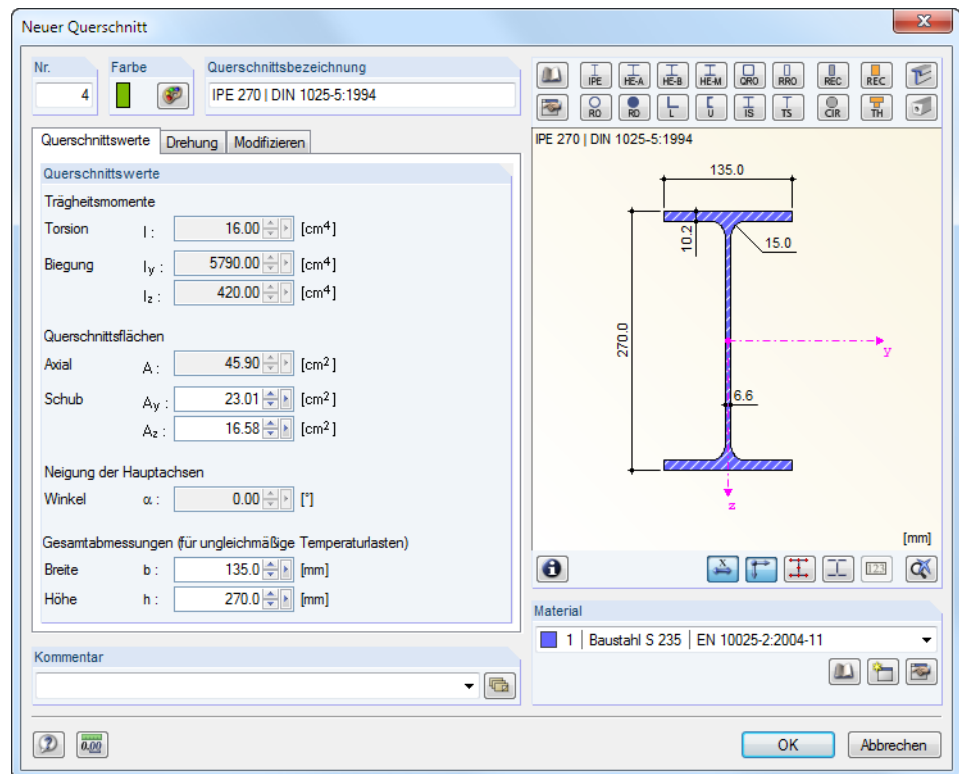 Neuer Querschnitt
Nr.
Farbe
Querschnittsbezeichnung
4
IPE 270 | DIN 1025-5:1994
Querschnittswerte Drehung Modifizieren
Querschnittswerte
Trägheitsmomente
Torsion I : 16.00 [cm4]
Biegung Iy : 5790.00 [cm4]
Iz : 420.00 [cm4]
Querschnittsflächen
Axial A : 45.90 [cm2]
Schub Ay : 23.01 [cm2]
Az : 16.58 [cm2]
Neigung der Hauptachsen
Winkel α : 0.00 [°]
Gesamtabmessungen (für ungleichmäßige Temperaturlasten)
Breite b : 135.0 [mm]
Höhe h : 270.0 [mm]
Kommentar
0.00
IPE HE-A HE-B HE-M QRO RRO REC REC
RO RO L U IS TS CIR TH
IPE 270 | DIN 1025-5:1994
135.0
10.2
15.0
270.0
y
6.6
z
[mm]
X
123
Material
1 | Baustahl S 235 | EN 10025-2:2004-11
OK Abbrechen